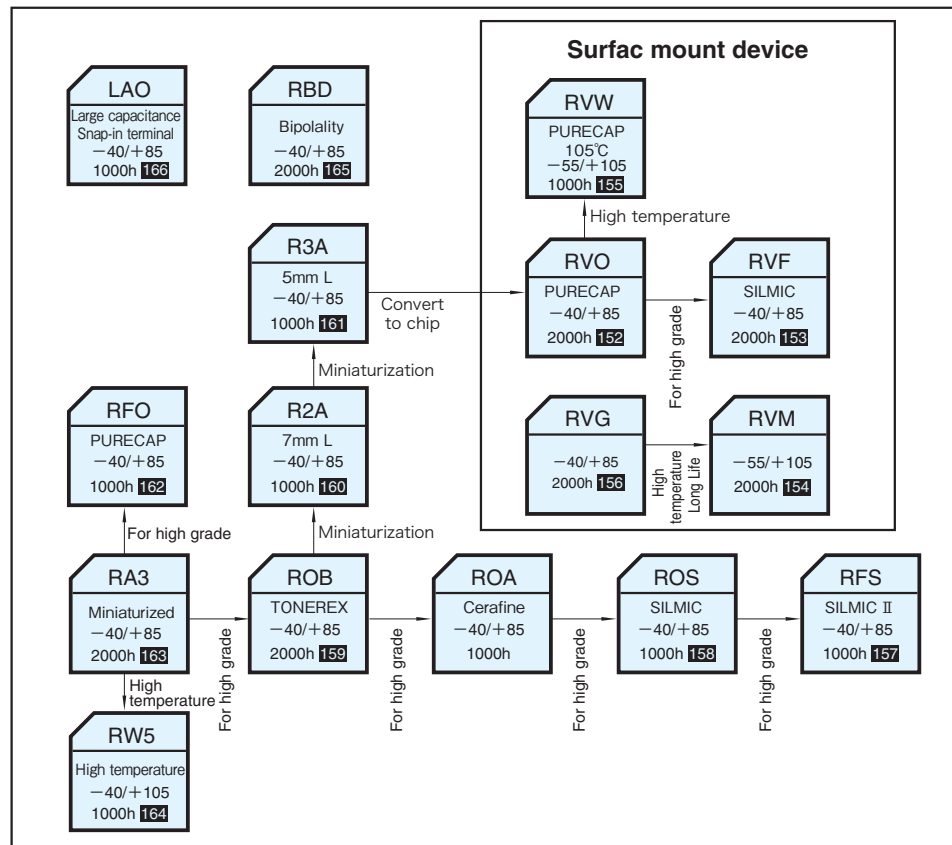 Surfac mount device
LAO
Large capacitance
Snap-in terminal
−40/+85
1000h 166
RBD
Bipolality
−40/+85
2000h 165
RVW
PURECAP
105℃
−55/+105
1000h 155
High temperature
R3A
5mm L
−40/+85
1000h 161
Convert
to chip
RVO
PURECAP
−40/+85
2000h 152
For high grade
RVF
SILMIC
−40/+85
2000h 153
Miniaturization
RFO
PURECAP
−40/+85
1000h 162
R2A
7mm L
−40/+85
1000h 160
RVG
−40/+85
2000h 156
High
temperature
Long Life
RVM
−55/+105
2000h 154
For high grade
Miniaturization
RA3
Miniaturized
−40/+85
2000h 163
For high grade
ROB
TONEREX
−40/+85
2000h 159
For high grade
ROA
Cerafine
−40/+85
1000h
For high grade
ROS
SILMIC
−40/+85
1000h 158
For high grade
RFS
SILMIC II
−40/+85
1000h 157
High
temperature
RW5
High temperature
−40/+105
1000h 164